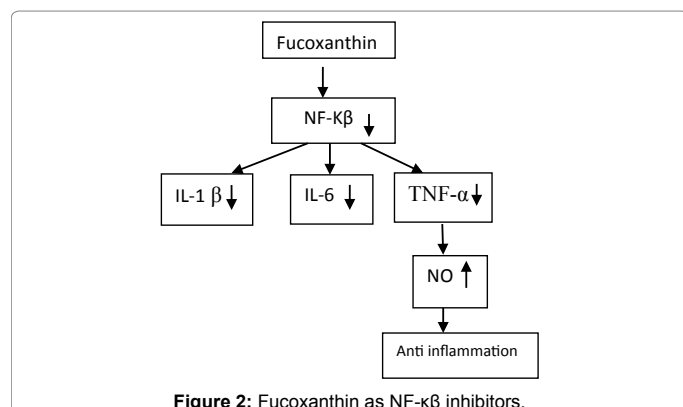 Fucoxanthin
NF-Kβ
IL-1 β
IL-6
TNF-α
NO
Anti inflammation
Figure 2: Fucoxanthin as NF-κβ inhibitors.